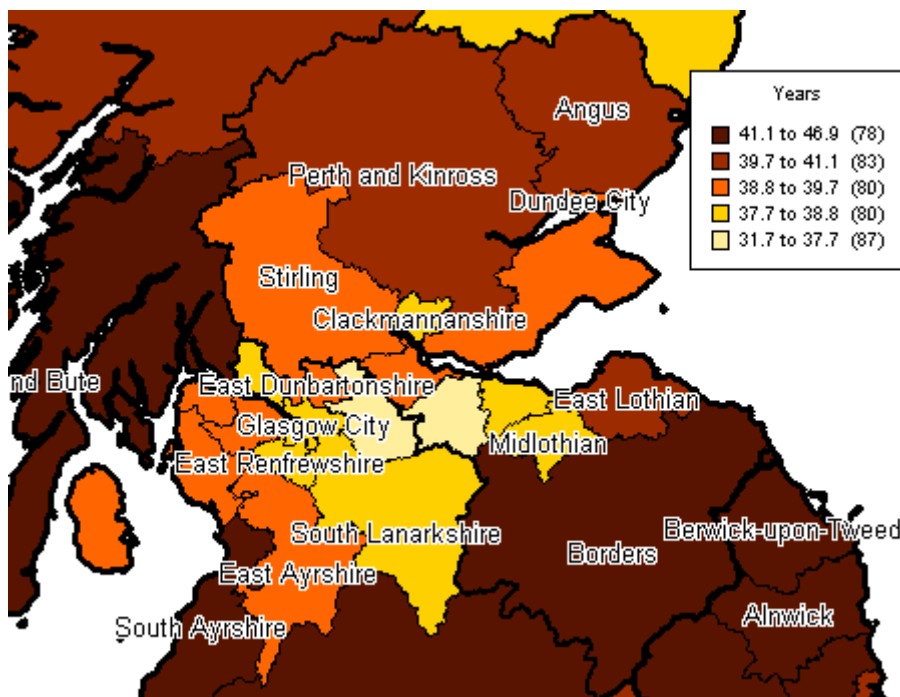 Years
41.1 to 46.9 (78)
39.7 to 41.1 (83)
38.8 to 39.7 (80)
37.7 to 38.8 (80)
31.7 to 37.7 (87)
Angus
Perth and Kinross
Dundee City
Stirling
Clackmannanshire
nd Bute
East Dunbartonshire
East Lothian
Glasgow City
Midlothian
East Renfrewshire
South Lanarkshire
Berwick-upon-Tweed
Borders
East Ayrshire
Alnwick
South Ayrshire